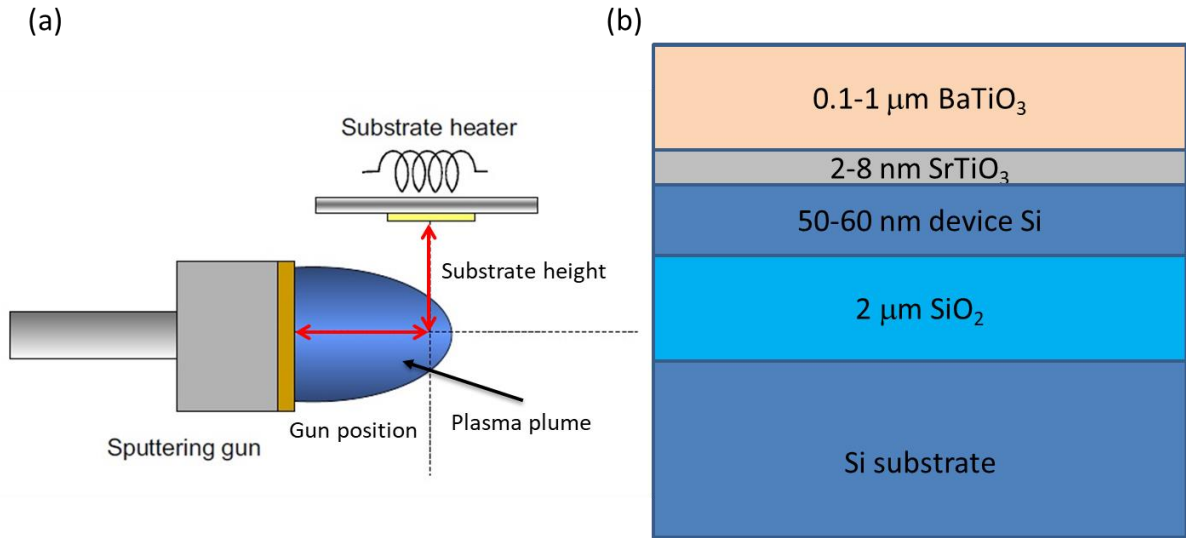 (a)
Substrate heater
Substrate height
Gun position
Plasma plume
Sputtering gun
(b)
0.1-1 μm BaTiO₃
2-8 nm SrTiO₃
50-60 nm device Si
2 μm SiO₂
Si substrate